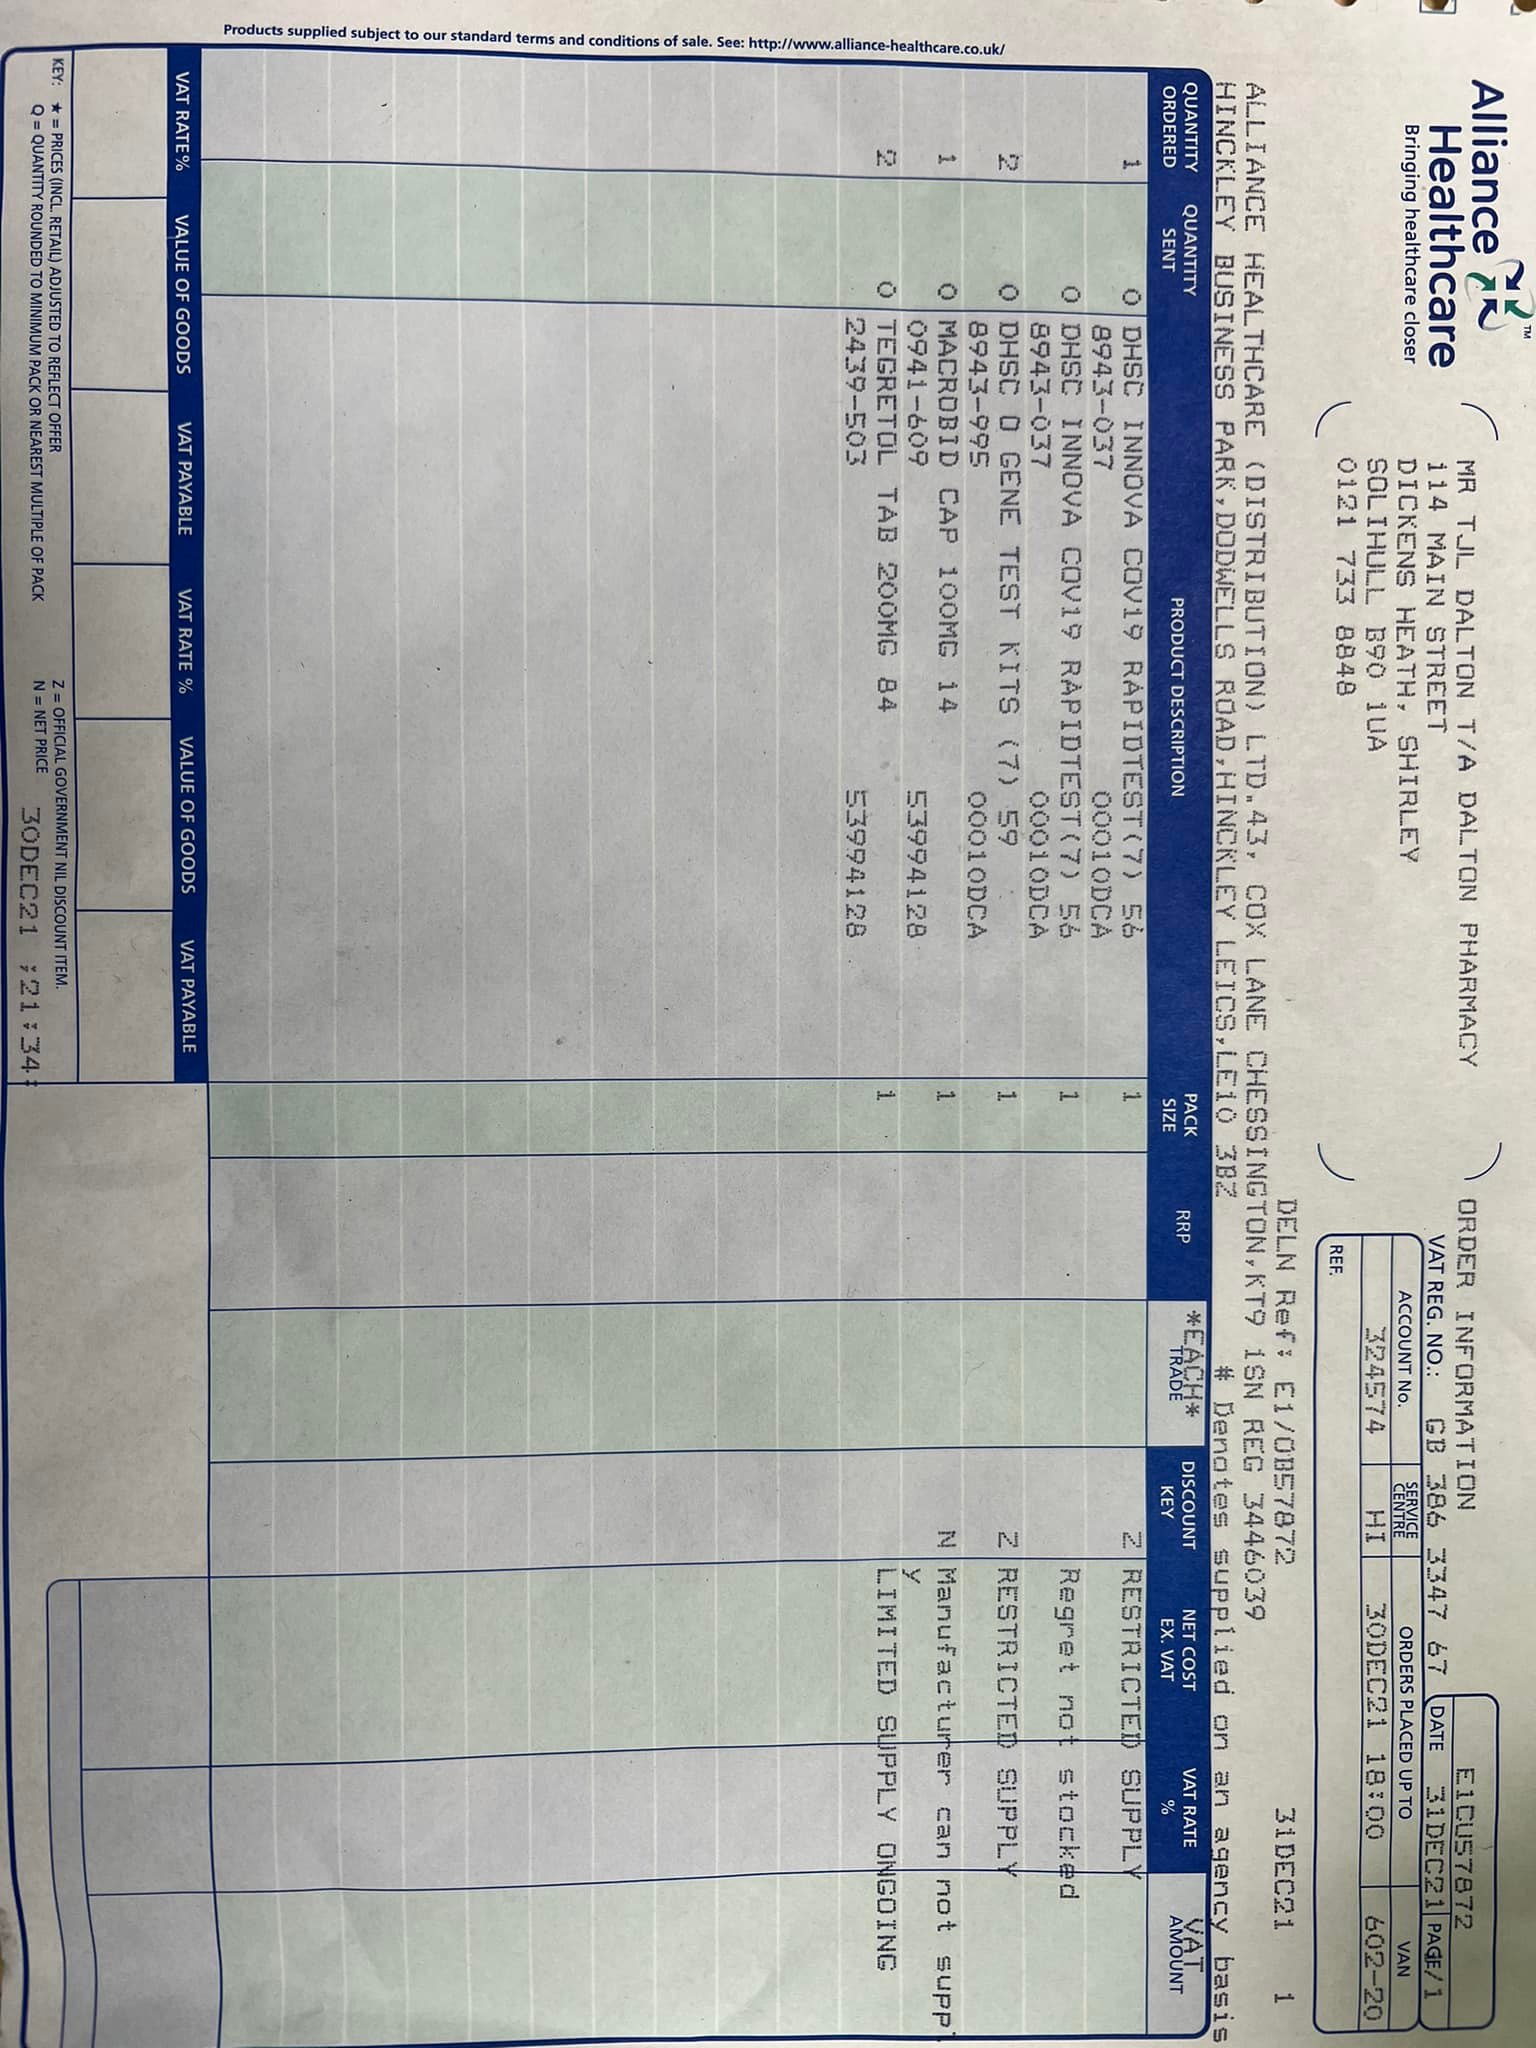 Alliance
Healthcare
Bringing healthcare closer
TM
MR TJL DALTON T/A DALTON PHARMACY
114 MAIN STREET
DICKENS HEATH, SHIRLEY
SOLIHULL B90 1UA
0121 733 8848
ORDER INFORMATION
E1CU57872
VAT REG. NO.: GB 386 3347 67
DATE 31DEC21 PAGE/1
ACCOUNT No. SERVICE CENTRE ORDERS PLACED UP TO VAN
324574 HI 30DEC21 18:00 602-20
REF.
DELN Ref: E1/OB57872 31DEC21 1
ALLIANCE HEALTHCARE (DISTRIBUTION) LTD.43, COX LANE CHESSINGTON,KT9 1SN REG 3446039
HINCKLEY BUSINESS PARK,DODWELLS ROAD,HINCKLEY LEICS,LE10 3BZ # Denotes supplied on an agency basis
QUANTITY ORDERED QUANTITY SENT PRODUCT DESCRIPTION PACK SIZE RRP *EACH* TRADE DISCOUNT KEY NET COST EX. VAT VAT RATE % VAT AMOUNT
1 0 DHSC INNOVA COV19 RAPIDTEST(7) 56 1 Z RESTRICTED SUPPLY
8943-037 00010DCA
0 DHSC INNOVA COV19 RAPIDTEST(7) 56 1 Regret not stocked
8943-037 00010DCA
2 0 DHSC O GENE TEST KITS (7) 59 1 Z RESTRICTED SUPPLY
8943-995 00010DCA
1 0 MACROBID CAP 100MG 14 1 N Manufacturer can not suppl
0941-609 53994128 y
2 0 TEGRETOL TAB 200MG 84 1 LIMITED SUPPLY ONGOING
2439-503 53994128
VAT RATE% VALUE OF GOODS VAT PAYABLE VAT RATE % VALUE OF GOODS VAT PAYABLE
KEY: ★ = PRICES (INCL. RETAIL) ADJUSTED TO REFLECT OFFER Z = OFFICIAL GOVERNMENT NIL DISCOUNT ITEM.
Q = QUANTITY ROUNDED TO MINIMUM PACK OR NEAREST MULTIPLE OF PACK N = NET PRICE 30DEC21 ;21:34:
Products supplied subject to our standard terms and conditions of sale. See: http://www.alliance-healthcare.co.uk/